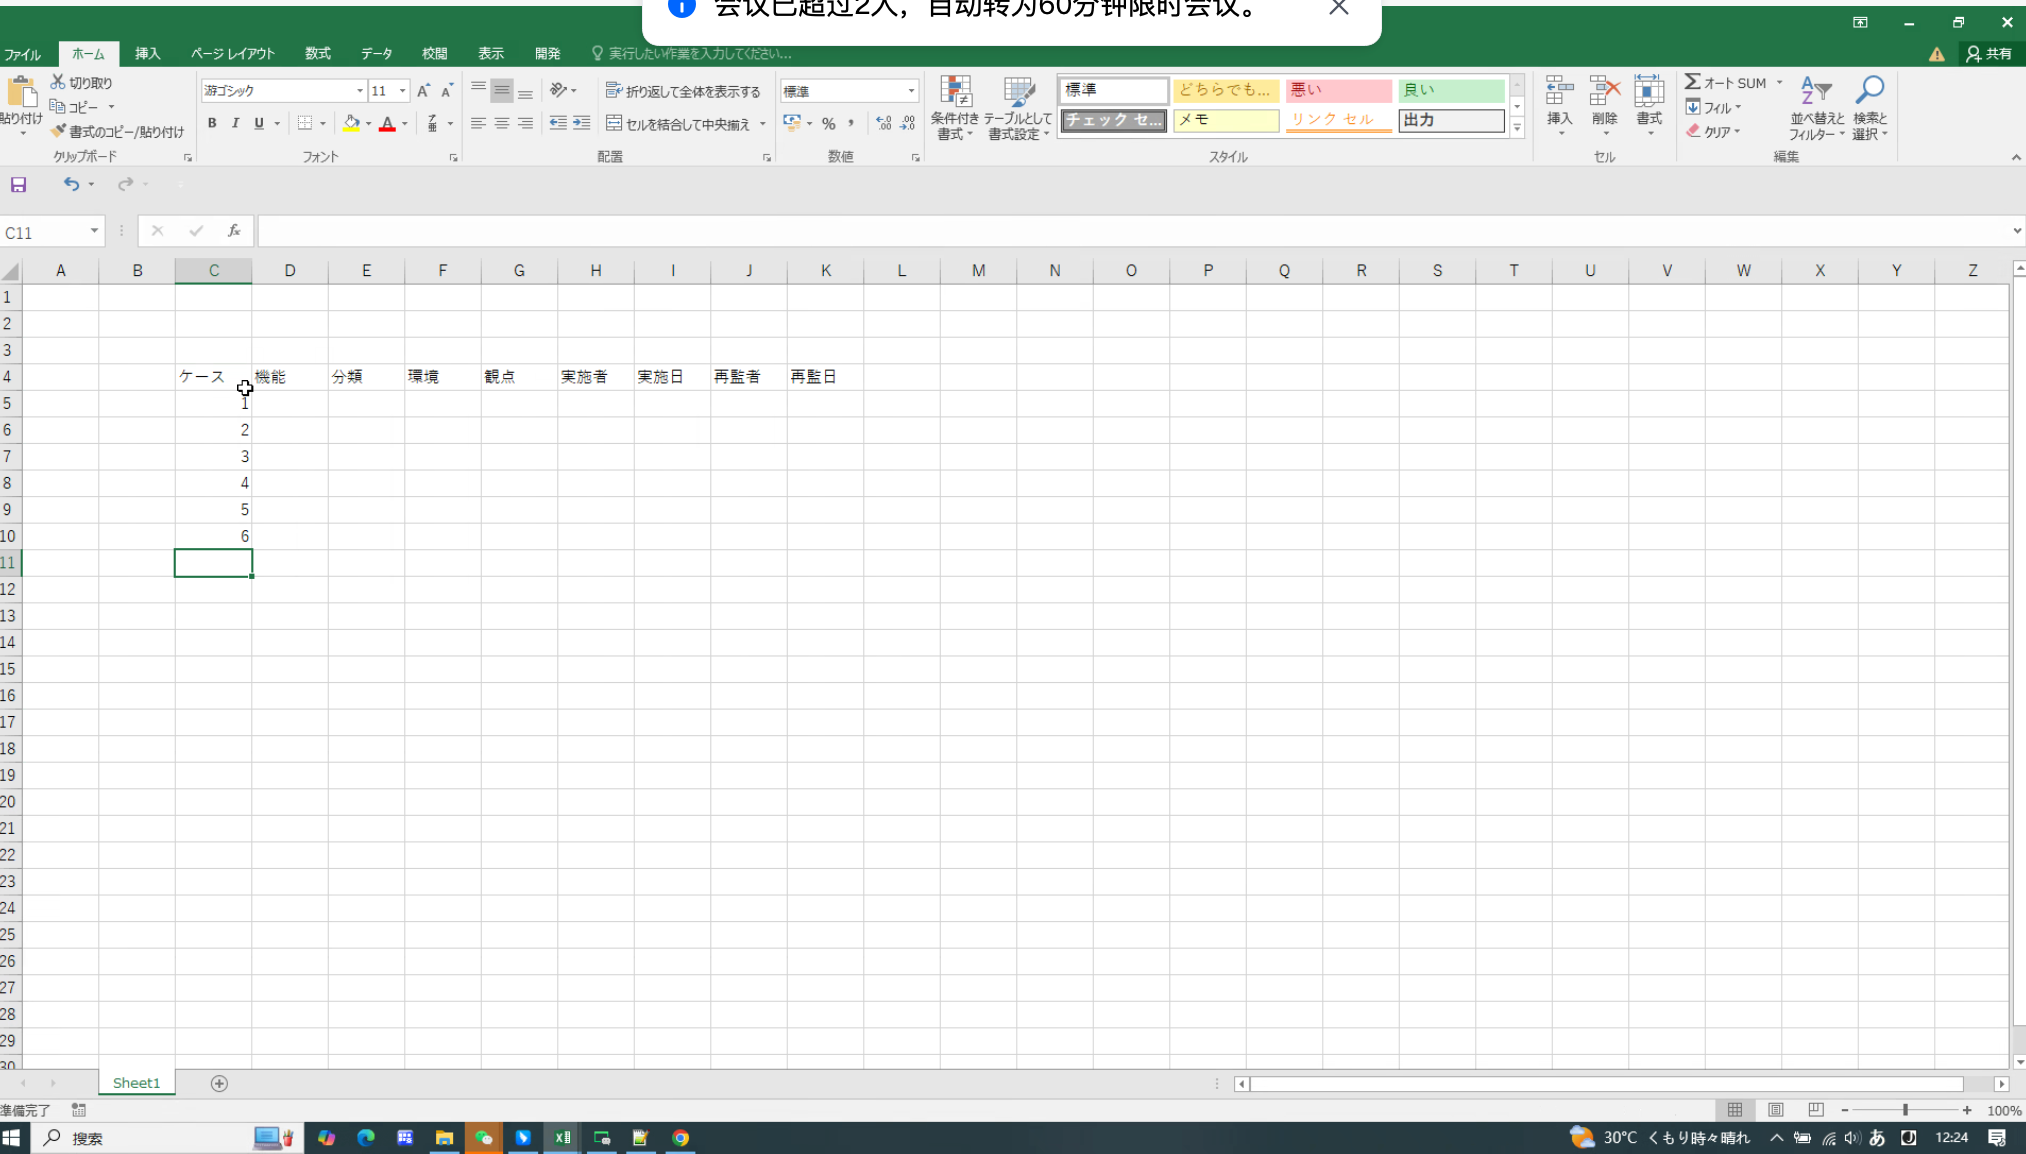 会议已超过2人，自动转为60分钟限时会议。
ファイル ホーム 挿入 ページ レイアウト 数式 データ 校閲 表示 開発 実行したい作業を入力してください... 共有
貼り付け 切り取り コピー 書式のコピー/貼り付け クリップボード
游ゴシック 11 B I U フォント
折り返して全体を表示する セルを結合して中央揃え 配置
標準 % 数値
条件付き書式 テーブルとして書式設定
標準 どちらでも... 悪い 良い
チェック セ... メモ リンク セル 出力
スタイル
挿入 削除 書式 セル
オート SUM フィル クリア 並べ替えとフィルター 検索と選択 編集
C11 fx
A B C D E F G H I J K L M N O P Q R S T U V W X Y Z
1
2
3
4 ケース 機能 分類 環境 観点 実施者 実施日 再監者 再監日
5 1
6 2
7 3
8 4
9 5
10 6
11
12
13
14
15
16
17
18
19
20
21
22
23
24
25
26
27
28
29
30
Sheet1
準備完了 100%
搜索 30°C くもり時々晴れ あ 12:24